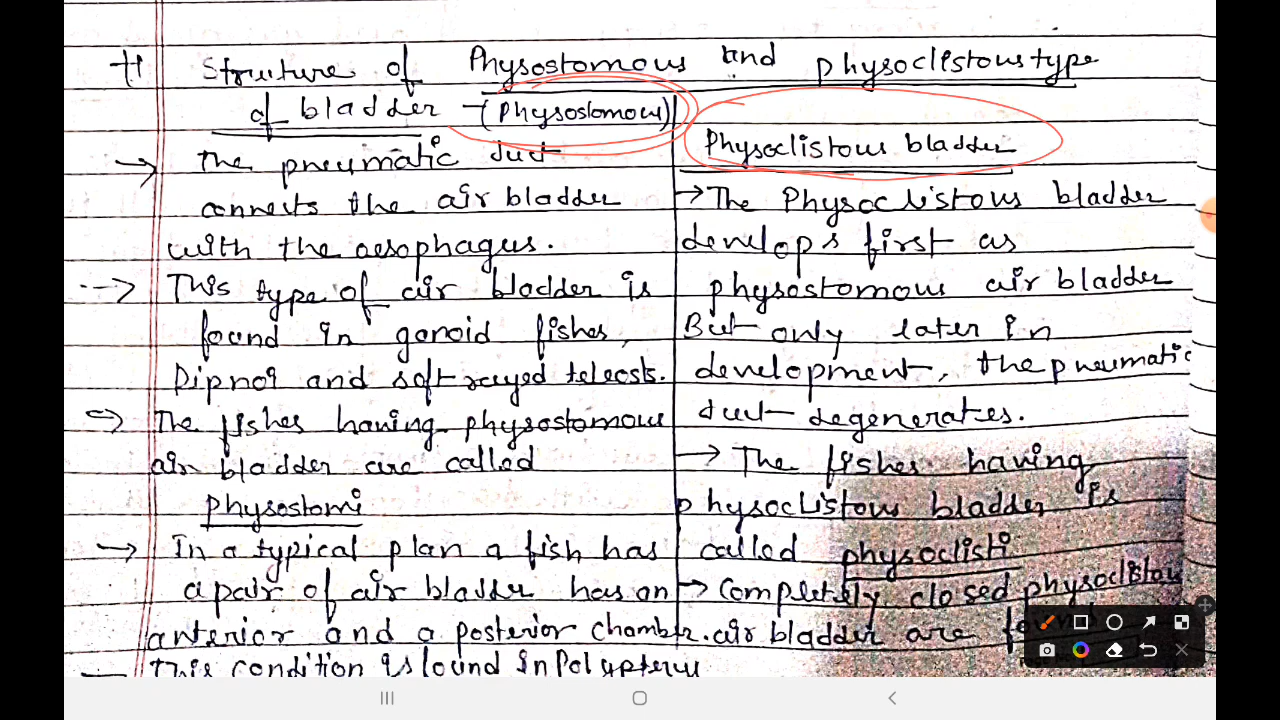 # Structure of Physostomous and physoclistous type
of bladder - (Physostomous)
→ The pneumatic duct
connects the air bladder
with the aesophagus.
→ This type of air bladder is
found in ganoid fishes,
Dipnoi and soft rayed teleosts.
⇒ The fishes having physostomous
air bladder are called
physostomi
→ In a typical plan a fish has
a pair of air bladder has an
anterior and a posterior chamber.
This condition is found in Polypterus
Physoclistous bladder
→ The Physoclistous bladder
develops first as
physostomous air bladder
But only later in
development, the pneumatic
duct degenerates.
→ The fishes having
physoclistous bladder is
called physoclisti
→ Completely closed physoclistous
air bladder are